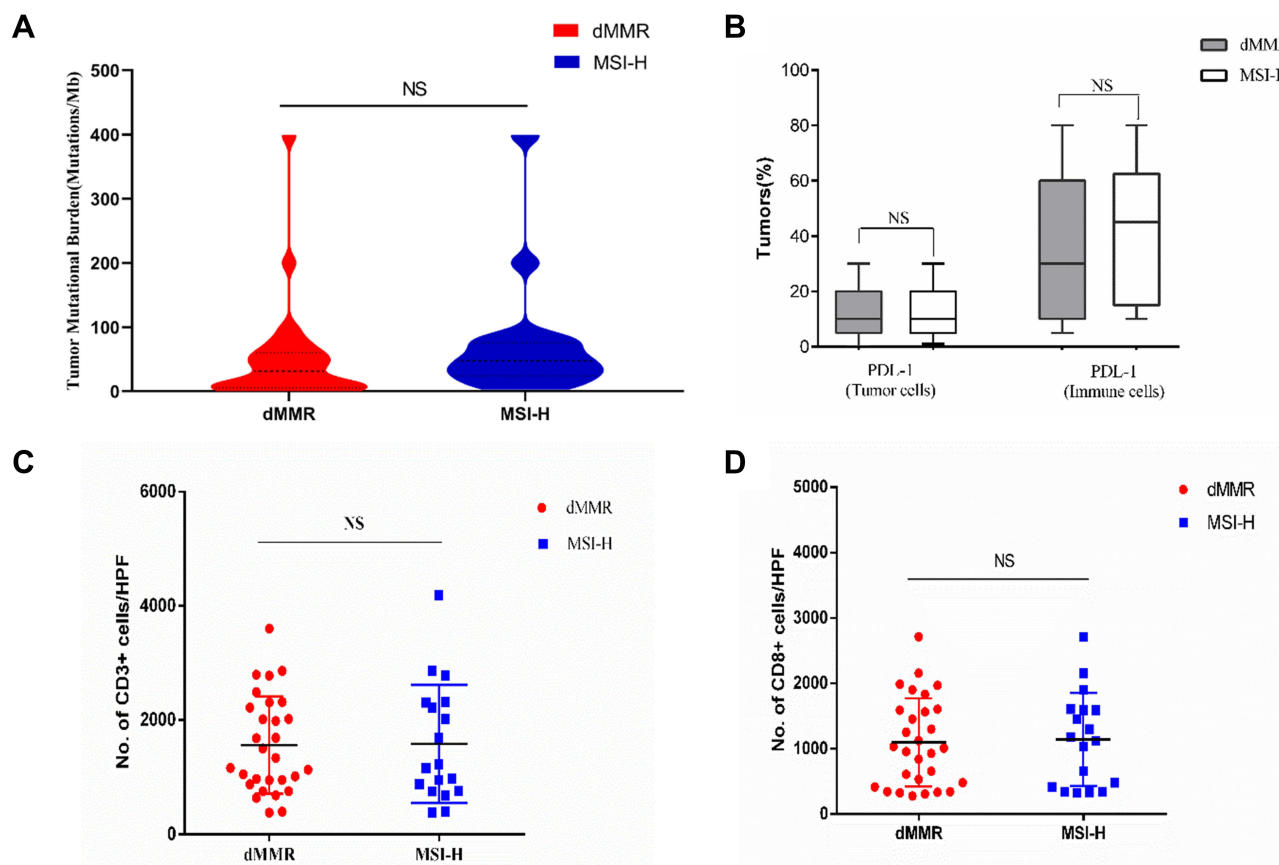 A
dMMR
MSI-H
NS
Tumor Mutational Burden(Mutations/Mb)
500
400
300
200
100
0
dMMR
MSI-H
B
dMM
MSI-
NS
NS
Tumors(%)
100
80
60
40
20
0
PDL-1
(Tumor cells)
PDL-1
(Immune cells)
C
dMMR
MSI-H
NS
No. of CD3+ cells/HPF
6000
4000
2000
0
dMMR
MSI-H
D
dMMR
MSI-H
NS
No. of CD8+ cells/HPF
5000
4000
3000
2000
1000
0
dMMR
MSI-H